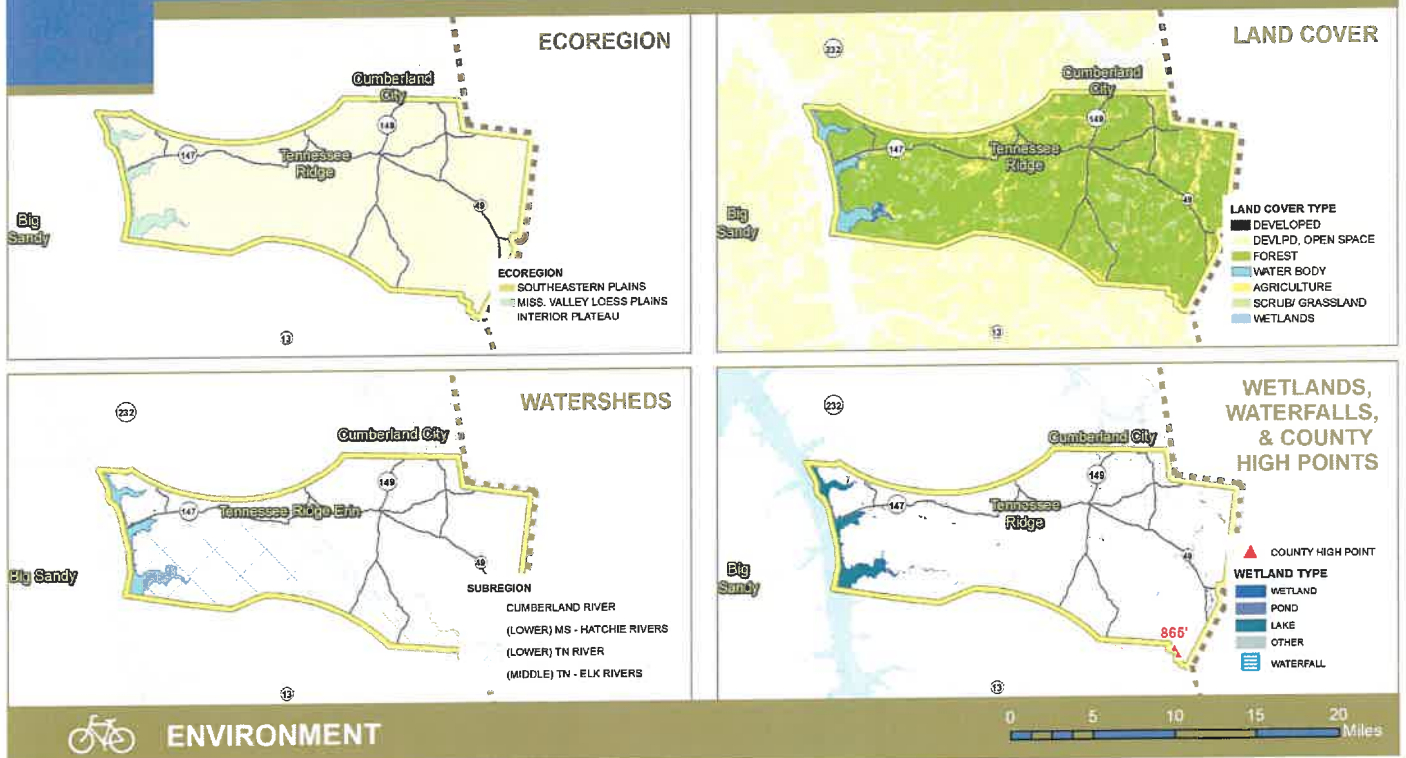 ECOREGION
Cumberland
City
149
147
Tennessee
Ridge
49
Big
Sandy
13
ECOREGION
SOUTHEASTERN PLAINS
MISS. VALLEY LOESS PLAINS
INTERIOR PLATEAU
LAND COVER
232
Cumberland
City
149
147
Tennessee
Ridge
49
Big
Sandy
13
LAND COVER TYPE
DEVELOPED
DEVLPD, OPEN SPACE
FOREST
WATER BODY
AGRICULTURE
SCRUB/ GRASSLAND
WETLANDS
WATERSHEDS
232
Cumberland City
149
147
Tennessee Ridge Erin
49
Big Sandy
13
SUBREGION
CUMBERLAND RIVER
(LOWER) MS - HATCHIE RIVERS
(LOWER) TN RIVER
(MIDDLE) TN - ELK RIVERS
WETLANDS,
WATERFALLS,
& COUNTY
HIGH POINTS
232
Cumberland City
149
147
Tennessee
Ridge
49
Big
Sandy
865'
13
COUNTY HIGH POINT
WETLAND TYPE
WETLAND
POND
LAKE
OTHER
WATERFALL
ENVIRONMENT
0 5 10 15 20
Miles